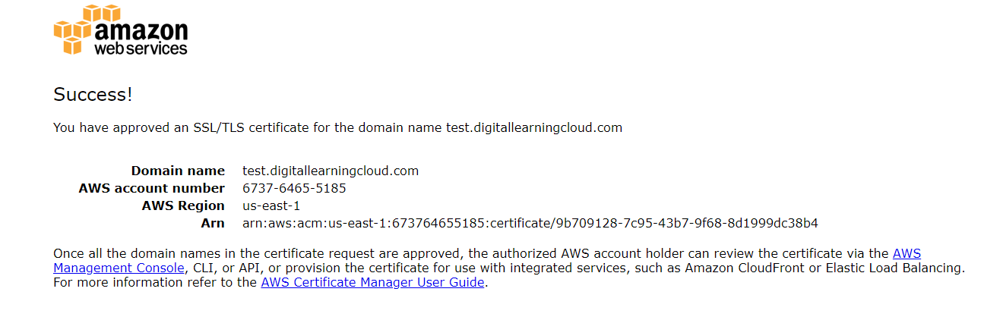 amazon
web services
Success!
You have approved an SSL/TLS certificate for the domain name test.digitallearningcloud.com
Domain name test.digitallearningcloud.com
AWS account number 6737-6465-5185
AWS Region us-east-1
Arn arn:aws:acm:us-east-1:673764655185:certificate/9b709128-7c95-43b7-9f68-8d1999dc38b4
Once all the domain names in the certificate request are approved, the authorized AWS account holder can review the certificate via the AWS
Management Console, CLI, or API, or provision the certificate for use with integrated services, such as Amazon CloudFront or Elastic Load Balancing.
For more information refer to the AWS Certificate Manager User Guide.